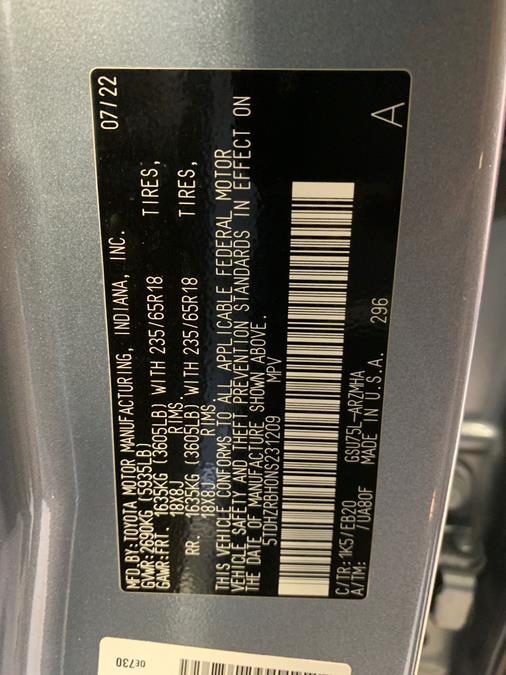 MFD.BY:TOYOTA MOTOR MANUFACTURING, INDIANA, INC. 07/22
GVWR:2690KG (5935LB)
GAWR:FRT. 1635KG (3605LB) WITH 235/65R18 TIRES,
18X8J RIMS,
RR. 1635KG (3605LB) WITH 235/65R18 TIRES,
18X8J RIMS
THIS VEHICLE CONFORMS TO ALL APPLICABLE FEDERAL MOTOR
VEHICLE SAFETY AND THEFT PREVENTION STANDARDS IN EFFECT ON
THE DATE OF MANUFACTURE SHOWN ABOVE.
5TDHZRBH0NS231209 MPV
C/TR:1K5/EB20 GSU75L-ARZMHA 296 A
A/TM: 7UA80F MADE IN U.S.A.
0E730